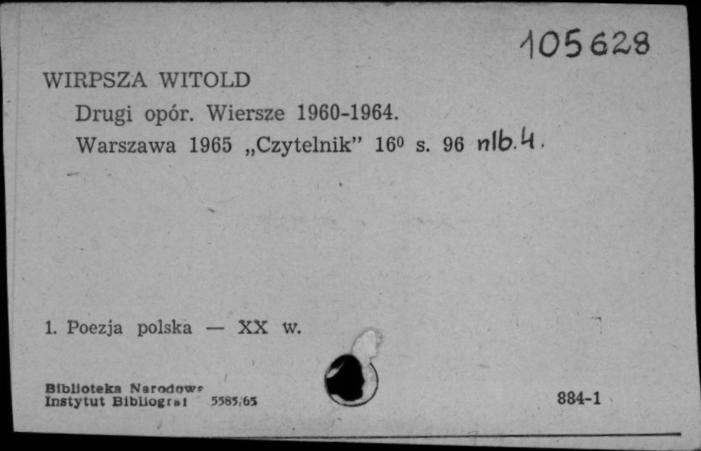 105628
WIRPSZA WITOLD
Drugi opór. Wiersze 1960-1964.
Warszawa 1965 „Czytelnik” 16⁰ s. 96 nlb.4.
1. Poezja polska — XX w.
Biblioteka Narodowa
Instytut Bibliograf 5585/65
884-1